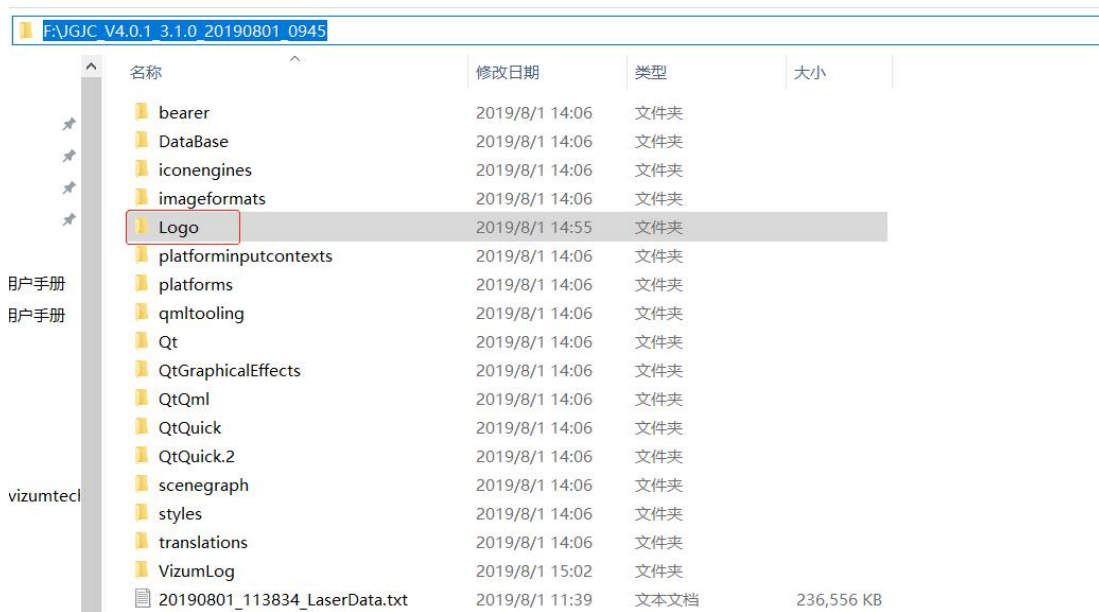 F:\JGJC_V4.0.1_3.1.0_20190801_0945
名称 修改日期 类型 大小
bearer 2019/8/1 14:06 文件夹
DataBase 2019/8/1 14:06 文件夹
iconengines 2019/8/1 14:06 文件夹
imageformats 2019/8/1 14:06 文件夹
Logo 2019/8/1 14:55 文件夹
platforminputcontexts 2019/8/1 14:06 文件夹
用户手册 platforms 2019/8/1 14:06 文件夹
用户手册 qmltooling 2019/8/1 14:06 文件夹
Qt 2019/8/1 14:06 文件夹
QtGraphicalEffects 2019/8/1 14:06 文件夹
QtQml 2019/8/1 14:06 文件夹
QtQuick 2019/8/1 14:06 文件夹
QtQuick.2 2019/8/1 14:06 文件夹
vizumtecl scenegraph 2019/8/1 14:06 文件夹
styles 2019/8/1 14:06 文件夹
translations 2019/8/1 14:06 文件夹
VizumLog 2019/8/1 15:02 文件夹
20190801_113834_LaserData.txt 2019/8/1 11:39 文本文档 236,556 KB